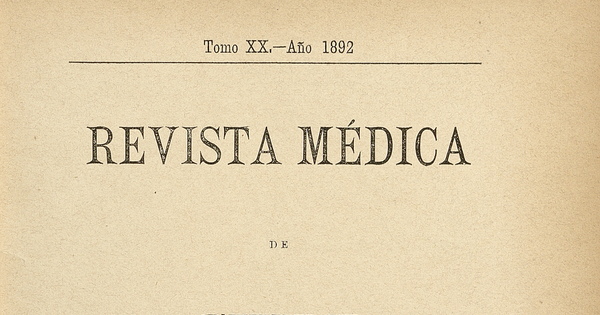 Tomo XX.—Año 1892
REVISTA MÉDICA
DE